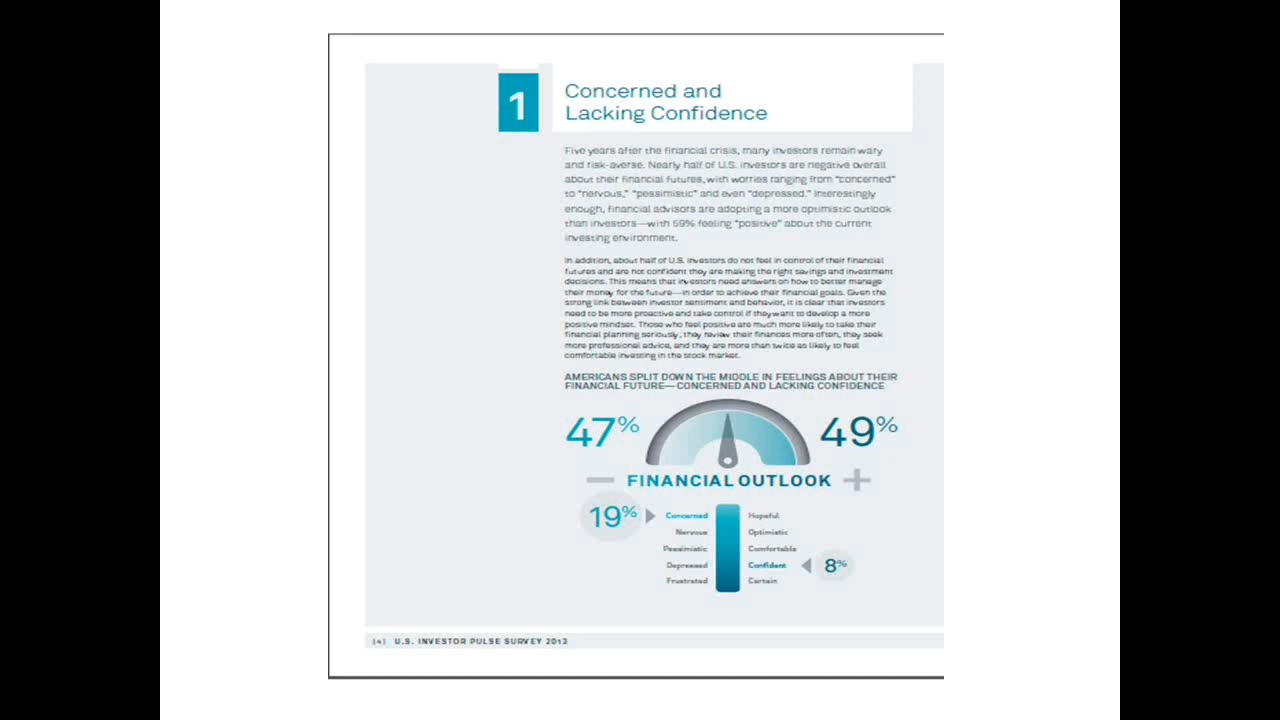 1
Concerned and
Lacking Confidence
Five years after the financial crisis, many investors remain wary
and risk-averse. Nearly half of U.S. investors are negative overall
about their financial futures, with worries ranging from “concerned”
to “nervous,” “pessimistic” and even “depressed.” Interestingly
enough, financial advisors are adopting a more optimistic outlook
than investors—with 59% feeling “positive” about the current
investing environment.
In addition, about half of U.S. investors do not feel in control of their financial
futures and are not confident they are making the right savings and investment
decisions. This means that investors need answers on how to better manage
their money for the future—in order to achieve their financial goals. Given the
strong link between investor sentiment and behavior, it is clear that investors
need to be more proactive and take control if they want to develop a more
positive mindset. Those who feel positive are much more likely to take their
financial planning seriously; they review their finances more often, they seek
more professional advice, and they are more than twice as likely to feel
comfortable investing in the stock market.
AMERICANS SPLIT DOWN THE MIDDLE IN FEELINGS ABOUT THEIR
FINANCIAL FUTURE—CONCERNED AND LACKING CONFIDENCE
47% 49%
− FINANCIAL OUTLOOK +
19% Concerned Hopeful
Nervous Optimistic
Pessimistic Comfortable
Depressed Confident 8%
Frustrated Certain
[4] U.S. INVESTOR PULSE SURVEY 2013